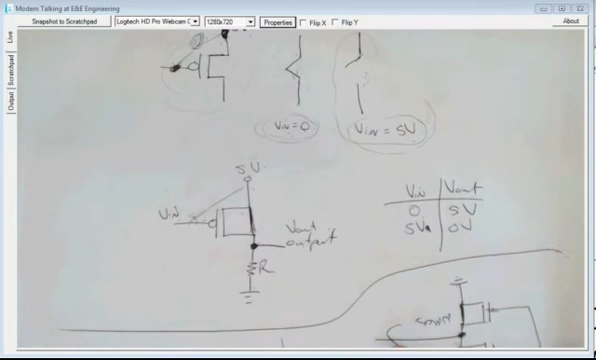 Modern Talking at E&E Engineering
Snapshot to Scratchpad
Logitech HD Pro Webcam C
1280x720
Properties
Flip X
Flip Y
About
Live
Scratchpad
Output
Vin=0
Vin = 5V
5V
Vin
Vout
output
R
Vin Vout
0 5V
5V 0V